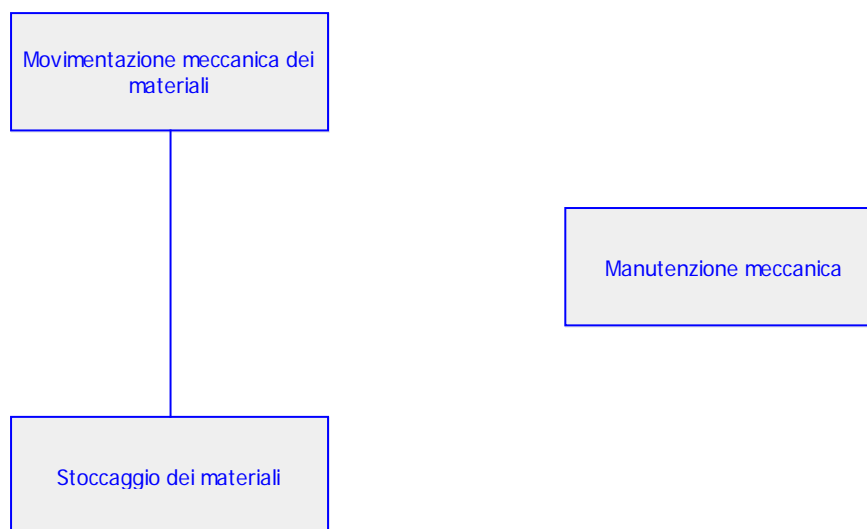 Movimentazione meccanica dei
materiali
Manutenzione meccanica
Stoccaggio dei materiali